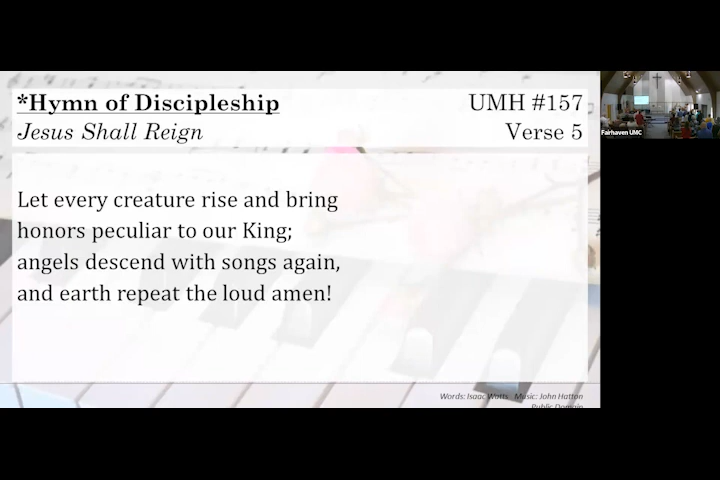 *Hymn of Discipleship
UMH #157
Jesus Shall Reign
Verse 5
Let every creature rise and bring
honors peculiar to our King;
angels descend with songs again,
and earth repeat the loud amen!
Words: Isaac Watts Music: John Hatton
Public Domain
Fairhaven UMC